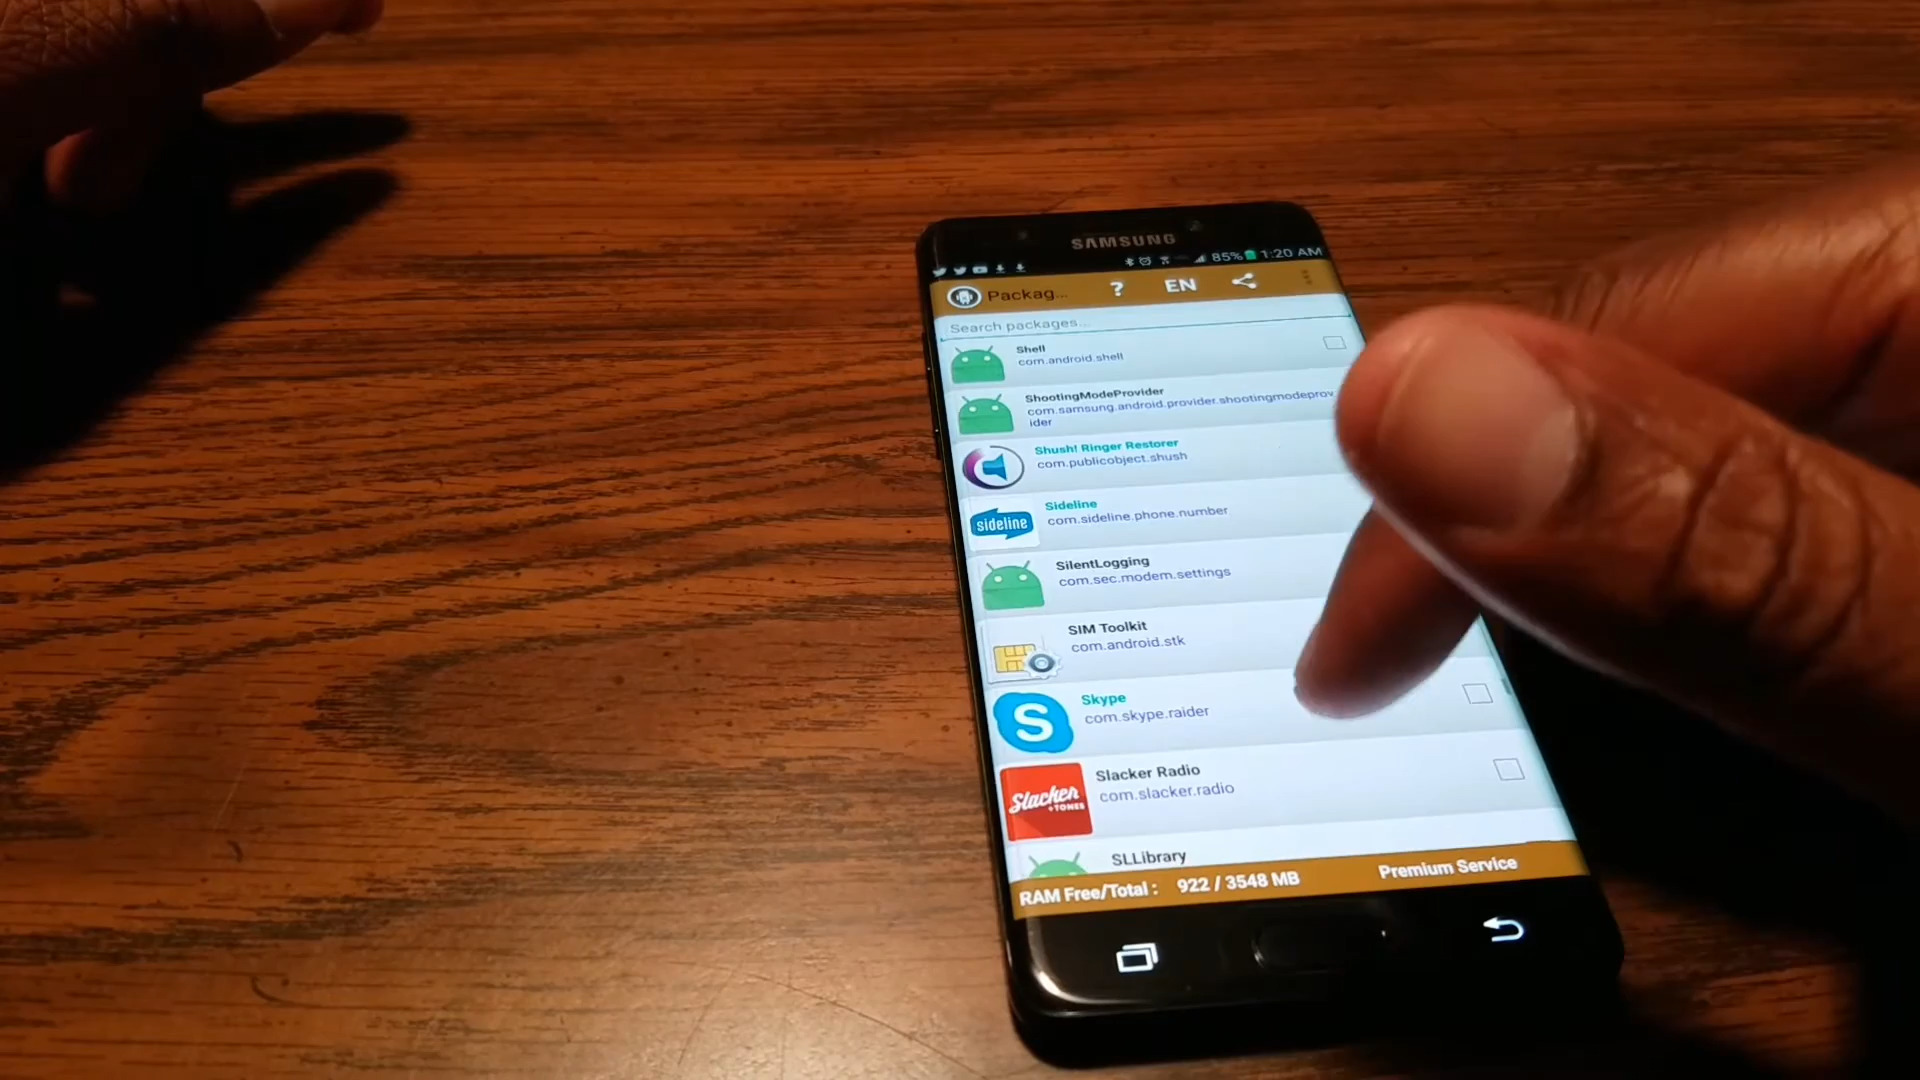 SAMSUNG
85% 1:20 AM
Packag... ? EN
Search packages...
Shell
com.android.shell
ShootingModeProvider
com.samsung.android.provider.shootingmodeprov
ider
Shush! Ringer Restorer
com.publicobject.shush
sideline
Sideline
com.sideline.phone.number
SilentLogging
com.sec.modem.settings
SIM Toolkit
com.android.stk
S
Skype
com.skype.raider
Slacker
+TONES
Slacker Radio
com.slacker.radio
SLLibrary
RAM Free/Total : 922 / 3548 MB Premium Service